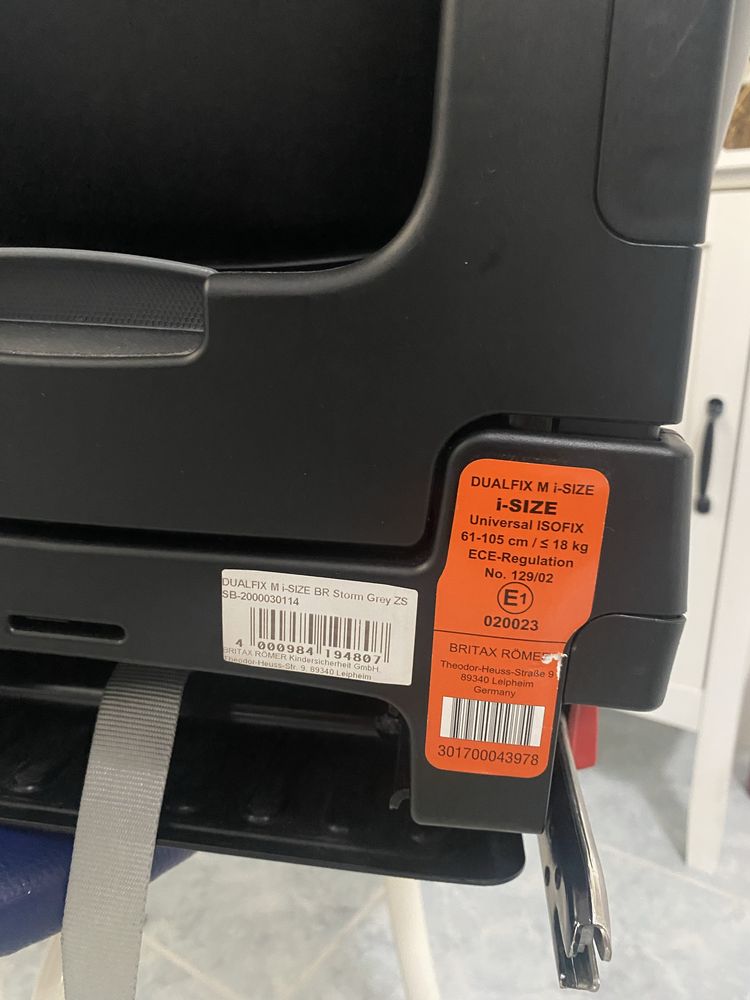 DUALFIX M i-SIZE
i-SIZE
Universal ISOFIX
61-105 cm / ≤ 18 kg
ECE-Regulation
No. 129/02
E1
020023
BRITAX RÖMER
Theodor-Heuss-Straße 9
89340 Leipheim
Germany
301700043978
DUALFIX M i-SIZE BR Storm Grey ZS
SB-2000030114
4 000984 194807
BRITAX RÖMER Kindersicherheit GmbH,
Theodor-Heuss-Str. 9, 89340 Leipheim